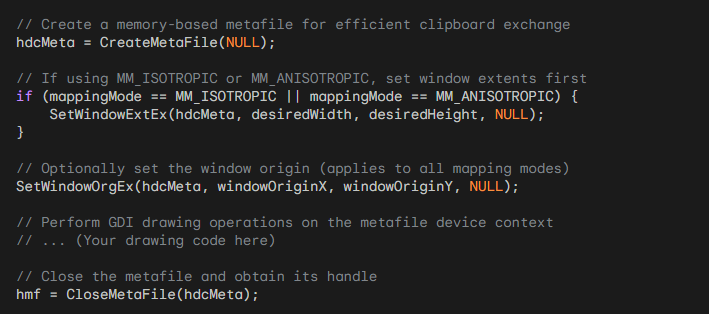 // Create a memory-based metafile for efficient clipboard exchange
hdcMeta = CreateMetaFile(NULL);

// If using MM_ISOTROPIC or MM_ANISOTROPIC, set window extents first
if (mappingMode == MM_ISOTROPIC || mappingMode == MM_ANISOTROPIC) {
    SetWindowExtEx(hdcMeta, desiredWidth, desiredHeight, NULL);
}

// Optionally set the window origin (applies to all mapping modes)
SetWindowOrgEx(hdcMeta, windowOriginX, windowOriginY, NULL);

// Perform GDI drawing operations on the metafile device context
// ... (Your drawing code here)

// Close the metafile and obtain its handle
hmf = CloseMetaFile(hdcMeta);